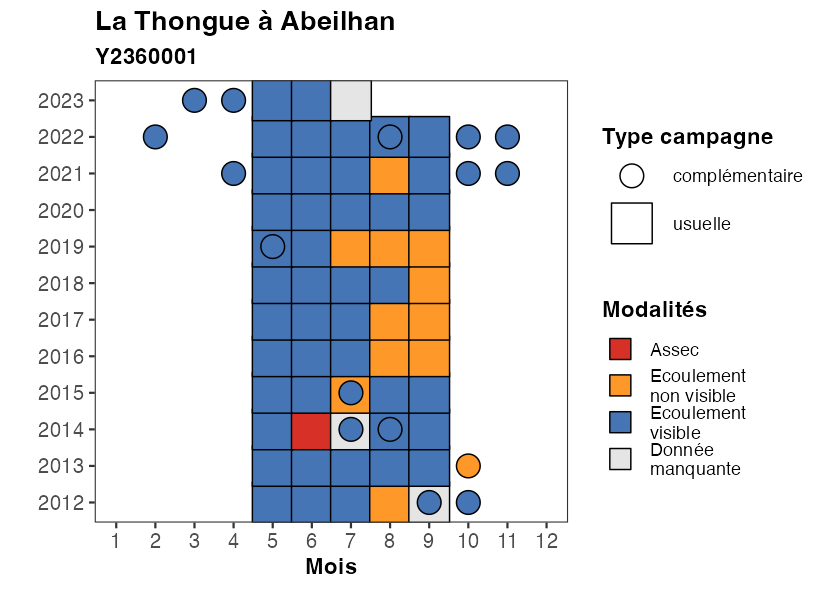 La Thongue à Abeilhan
Y2360001
2023
2022
2021
2020
2019
2018
2017
2016
2015
2014
2013
2012
1 2 3 4 5 6 7 8 9 10 11 12
Mois
Type campagne
complémentaire
usuelle
Modalités
Assec
Ecoulement
non visible
Ecoulement
visible
Donnée
manquante